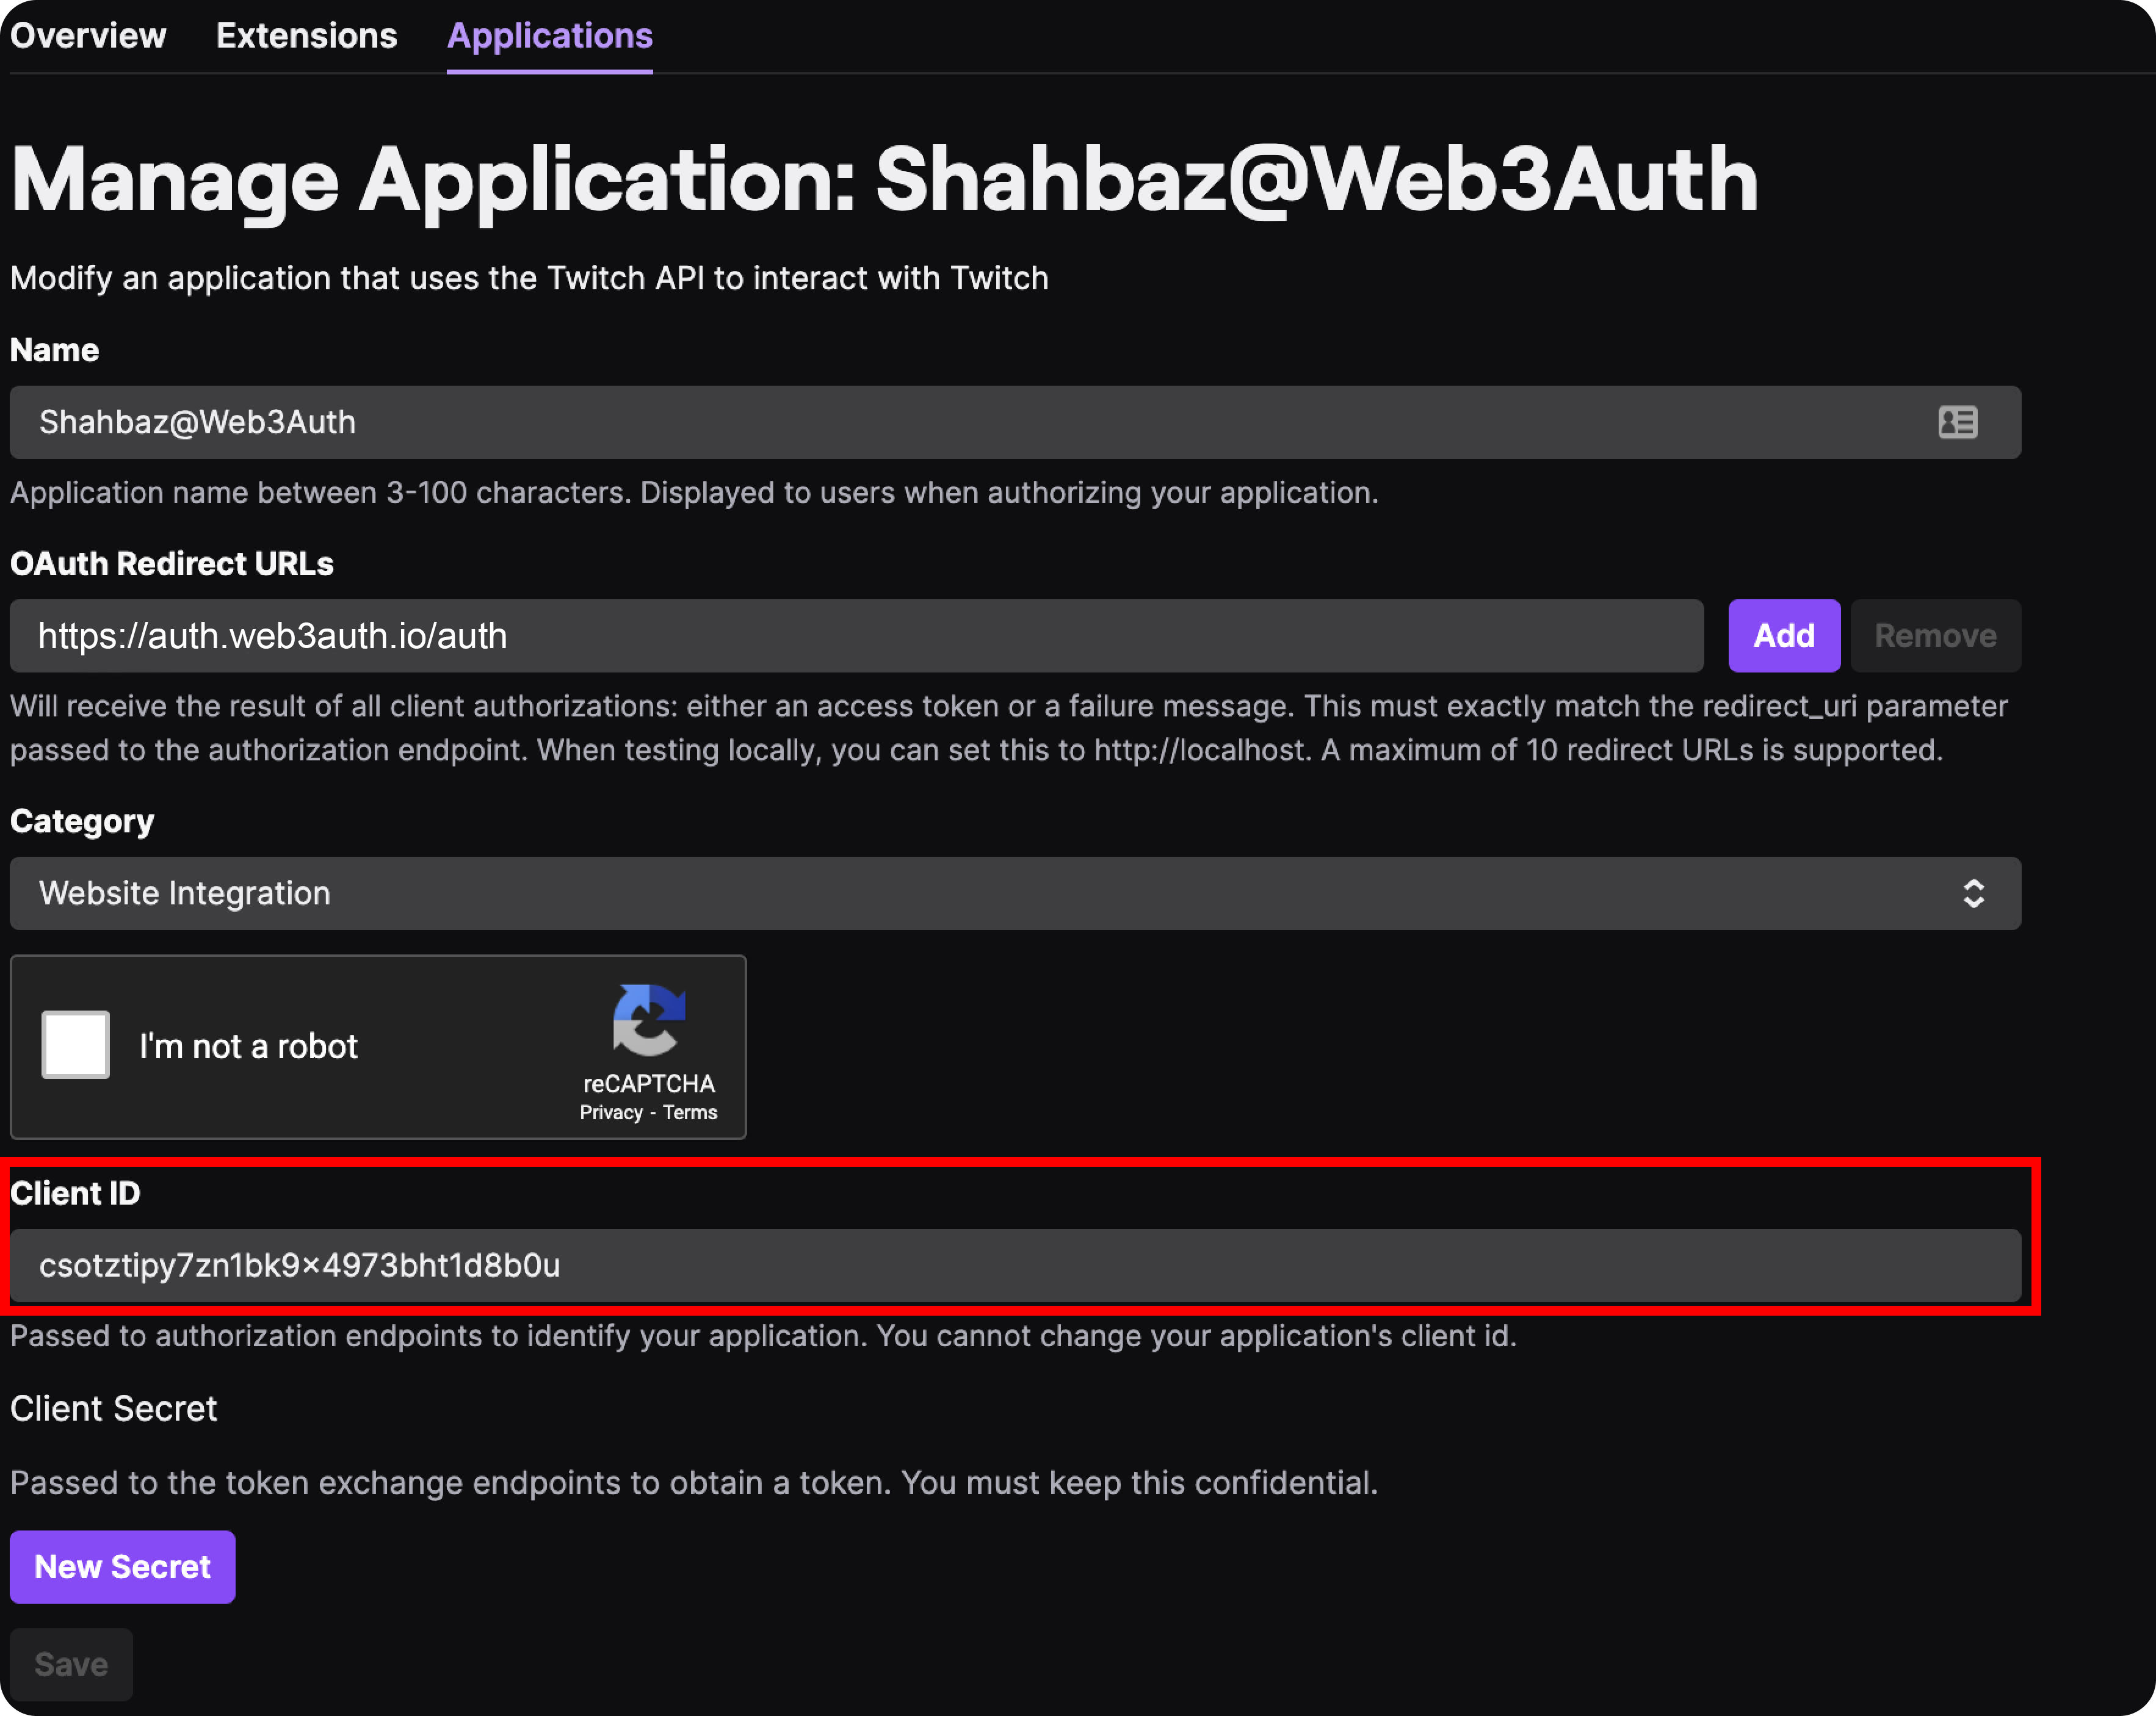 Overview Extensions Applications
Manage Application: Shahbaz@Web3Auth
Modify an application that uses the Twitch API to interact with Twitch
Name
Shahbaz@Web3Auth
Application name between 3-100 characters. Displayed to users when authorizing your application.
OAuth Redirect URLs
https://auth.web3auth.io/auth Add Remove
Will receive the result of all client authorizations: either an access token or a failure message. This must exactly match the redirect_uri parameter
passed to the authorization endpoint. When testing locally, you can set this to http://localhost. A maximum of 10 redirect URLs is supported.
Category
Website Integration
I'm not a robot
reCAPTCHA
Privacy - Terms
Client ID
csotztipy7zn1bk9×4973bht1d8b0u
Passed to authorization endpoints to identify your application. You cannot change your application's client id.
Client Secret
Passed to the token exchange endpoints to obtain a token. You must keep this confidential.
New Secret
Save